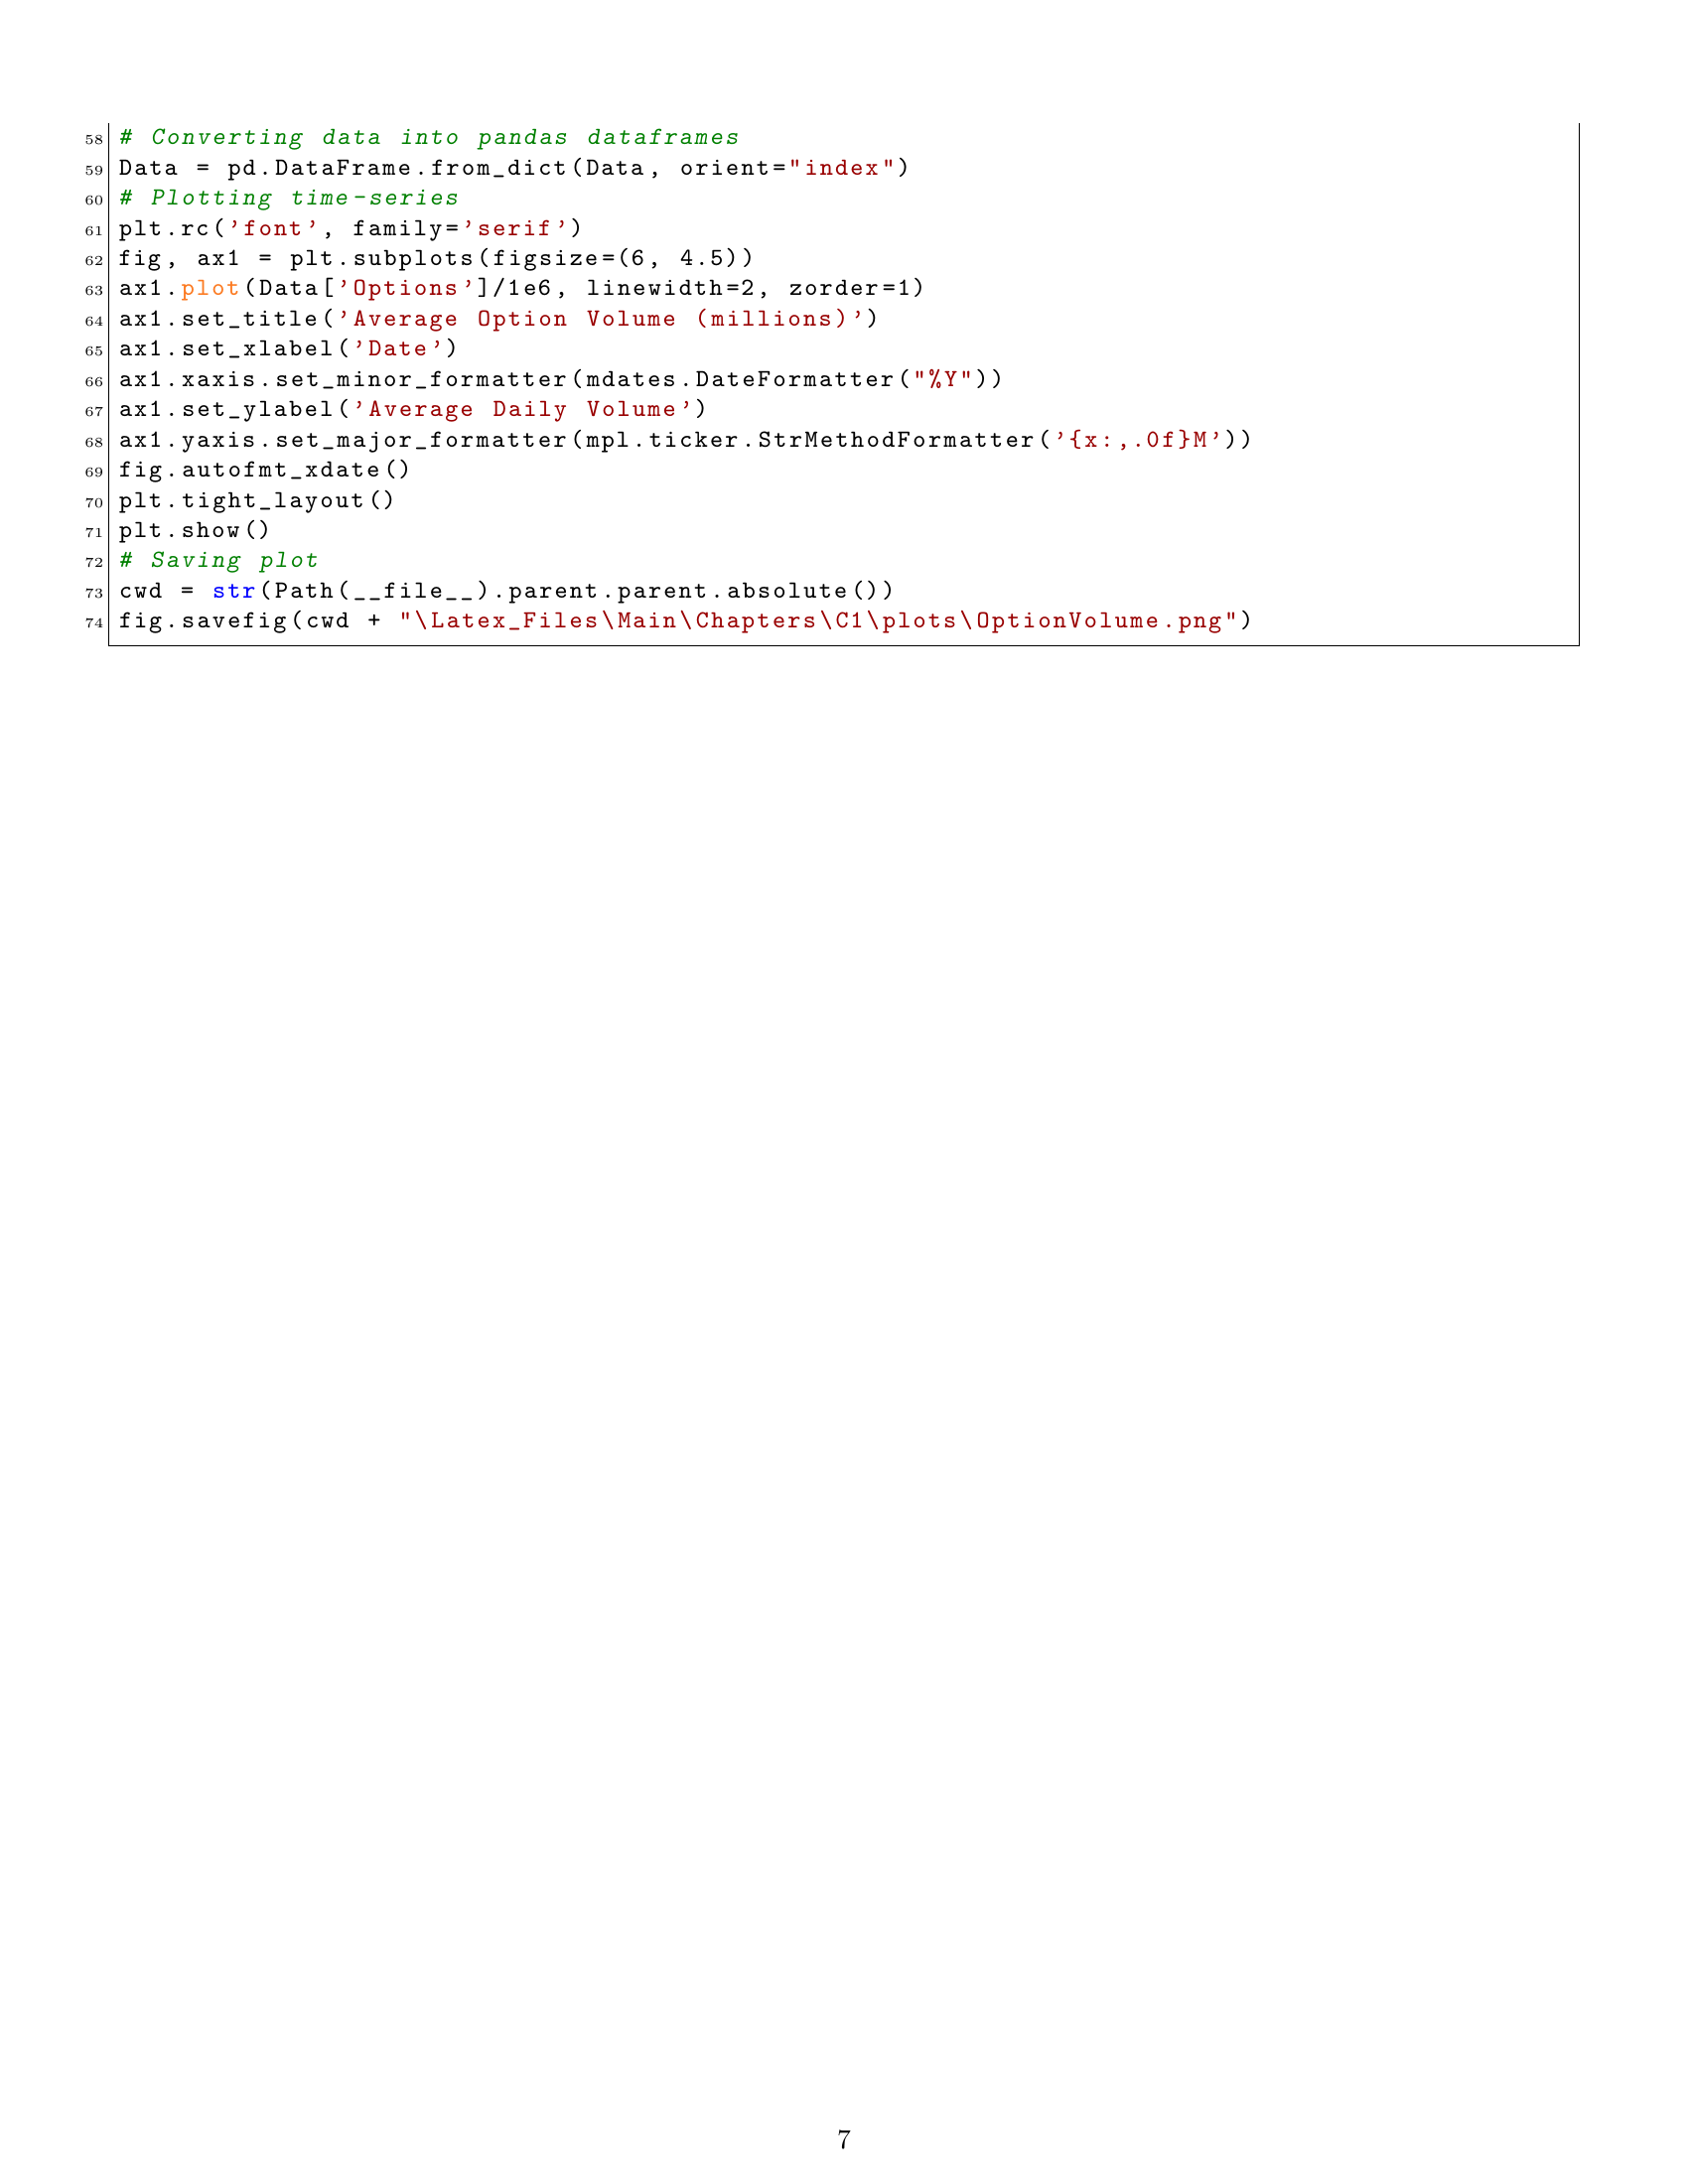 58 # Converting data into pandas dataframes
59 Data = pd.DataFrame.from_dict(Data, orient="index")
60 # Plotting time-series
61 plt.rc('font', family='serif')
62 fig, ax1 = plt.subplots(figsize=(6, 4.5))
63 ax1.plot(Data['Options']/1e6, linewidth=2, zorder=1)
64 ax1.set_title('Average Option Volume (millions)')
65 ax1.set_xlabel('Date')
66 ax1.xaxis.set_minor_formatter(mdates.DateFormatter("%Y"))
67 ax1.set_ylabel('Average Daily Volume')
68 ax1.yaxis.set_major_formatter(mpl.ticker.StrMethodFormatter('{x:,.0f}M'))
69 fig.autofmt_xdate()
70 plt.tight_layout()
71 plt.show()
72 # Saving plot
73 cwd = str(Path(__file__).parent.parent.absolute())
74 fig.savefig(cwd + "\Latex_Files\Main\Chapters\C1\plots\OptionVolume.png")
7